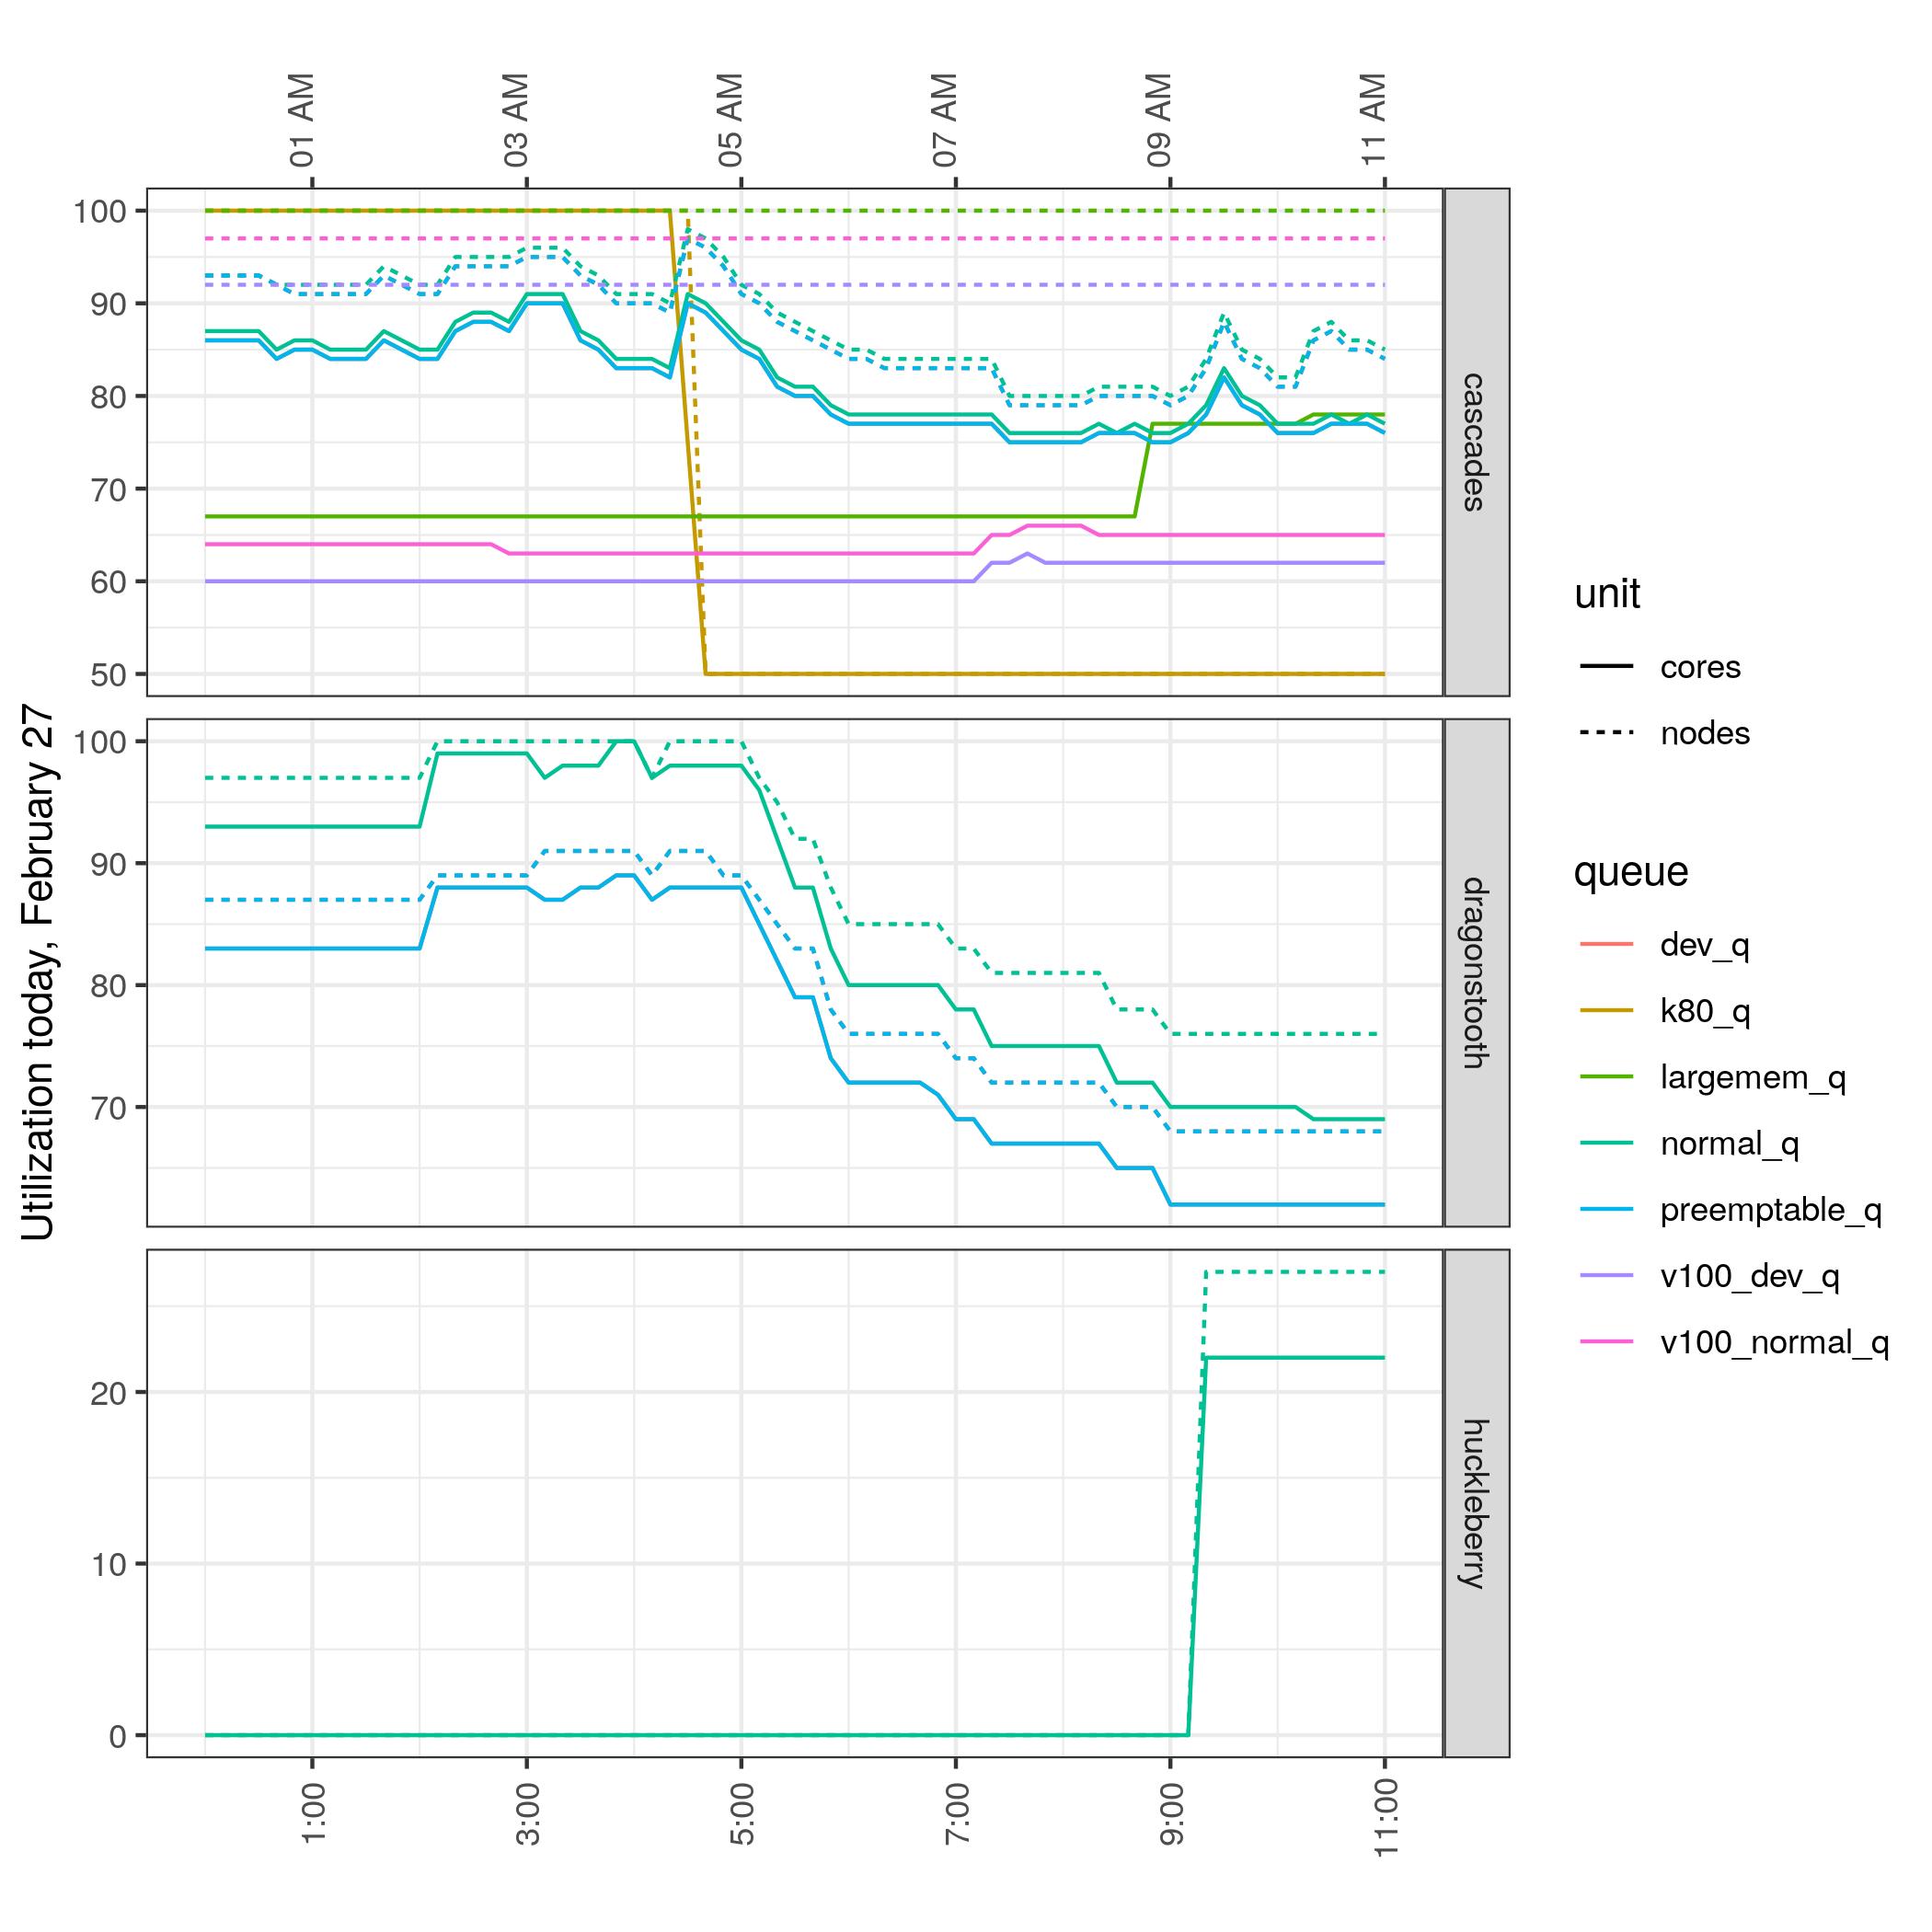 01 AM
03 AM
05 AM
07 AM
09 AM
11 AM
Utilization today, February 27
100
90
80
70
60
50
cascades
100
90
80
70
dragonstooth
20
10
0
huckleberry
1:00
3:00
5:00
7:00
9:00
11:00
unit
cores
nodes
queue
dev_q
k80_q
largemem_q
normal_q
preemptable_q
v100_dev_q
v100_normal_q